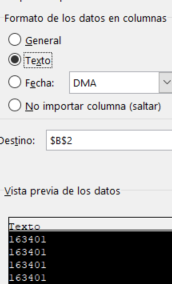 Formato de los datos en columnas
General
Texto
Fecha: DMA
No importar columna (saltar)
Destino: $B$2
Vista previa de los datos
Texto
163401
163401
163401
163401